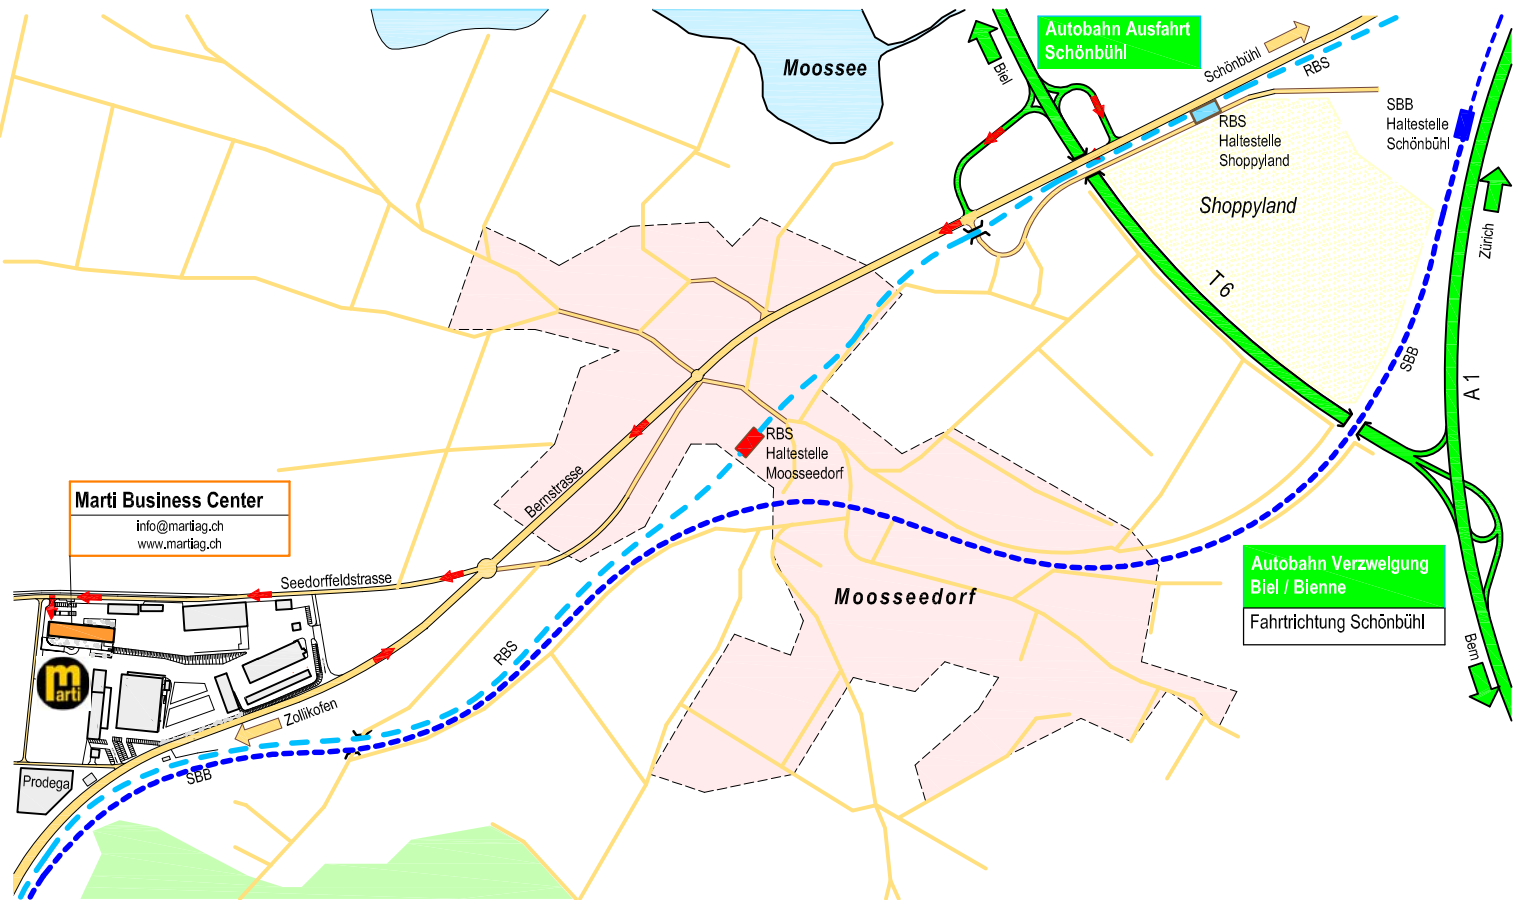 Autobahn Ausfahrt
Schönbühl
Moossee
Biel
Schönbühl
RBS
RBS
Haltestelle
Shoppyland
SBB
Haltestelle
Schönbühl
Shoppyland
Zürich
T 6
SBB
A 1
RBS
Haltestelle
Moosseedorf
Bernstrasse
Marti Business Center
info@martiag.ch
www.martiag.ch
Seedorffeldstrasse
Autobahn Verzweigung
Biel / Bienne
Fahrtrichtung Schönbühl
Moosseedorf
Bern
RBS
marti
Zollikofen
SBB
Prodega